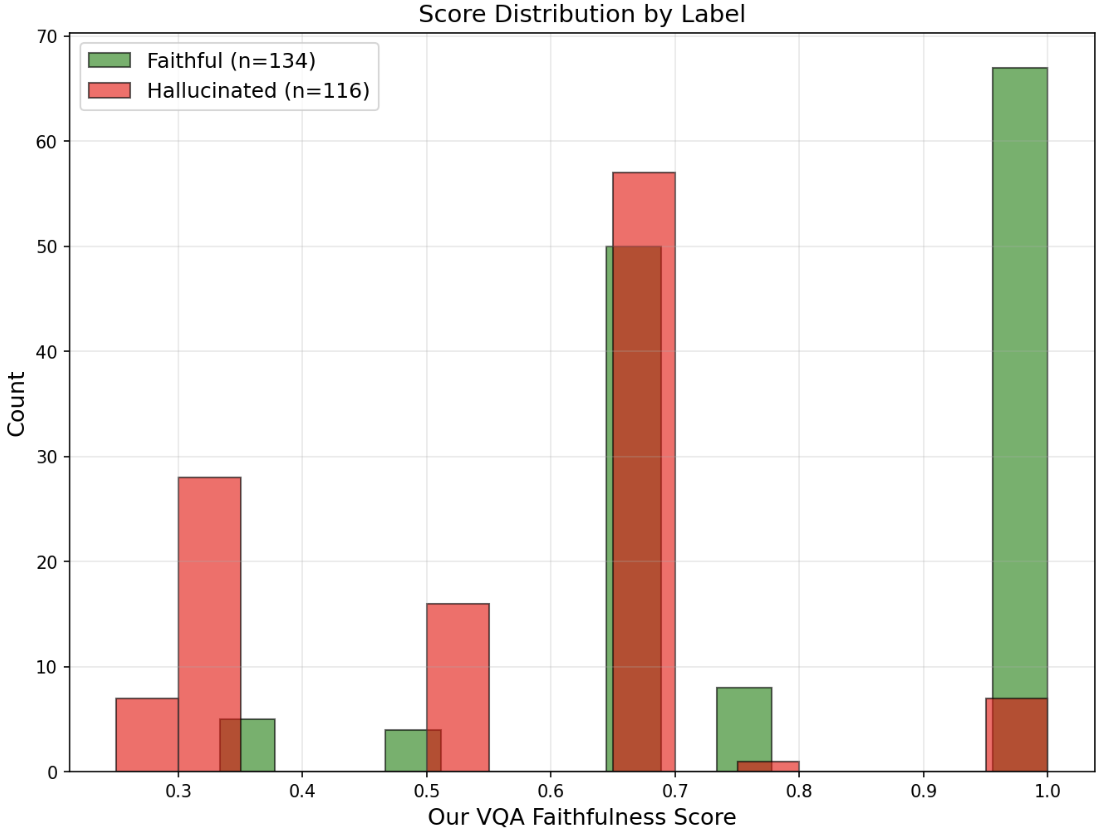 Score Distribution by Label
Faithful (n=134)
Hallucinated (n=116)
70
60
50
40
30
20
10
0
Count
0.3 0.4 0.5 0.6 0.7 0.8 0.9 1.0
Our VQA Faithfulness Score